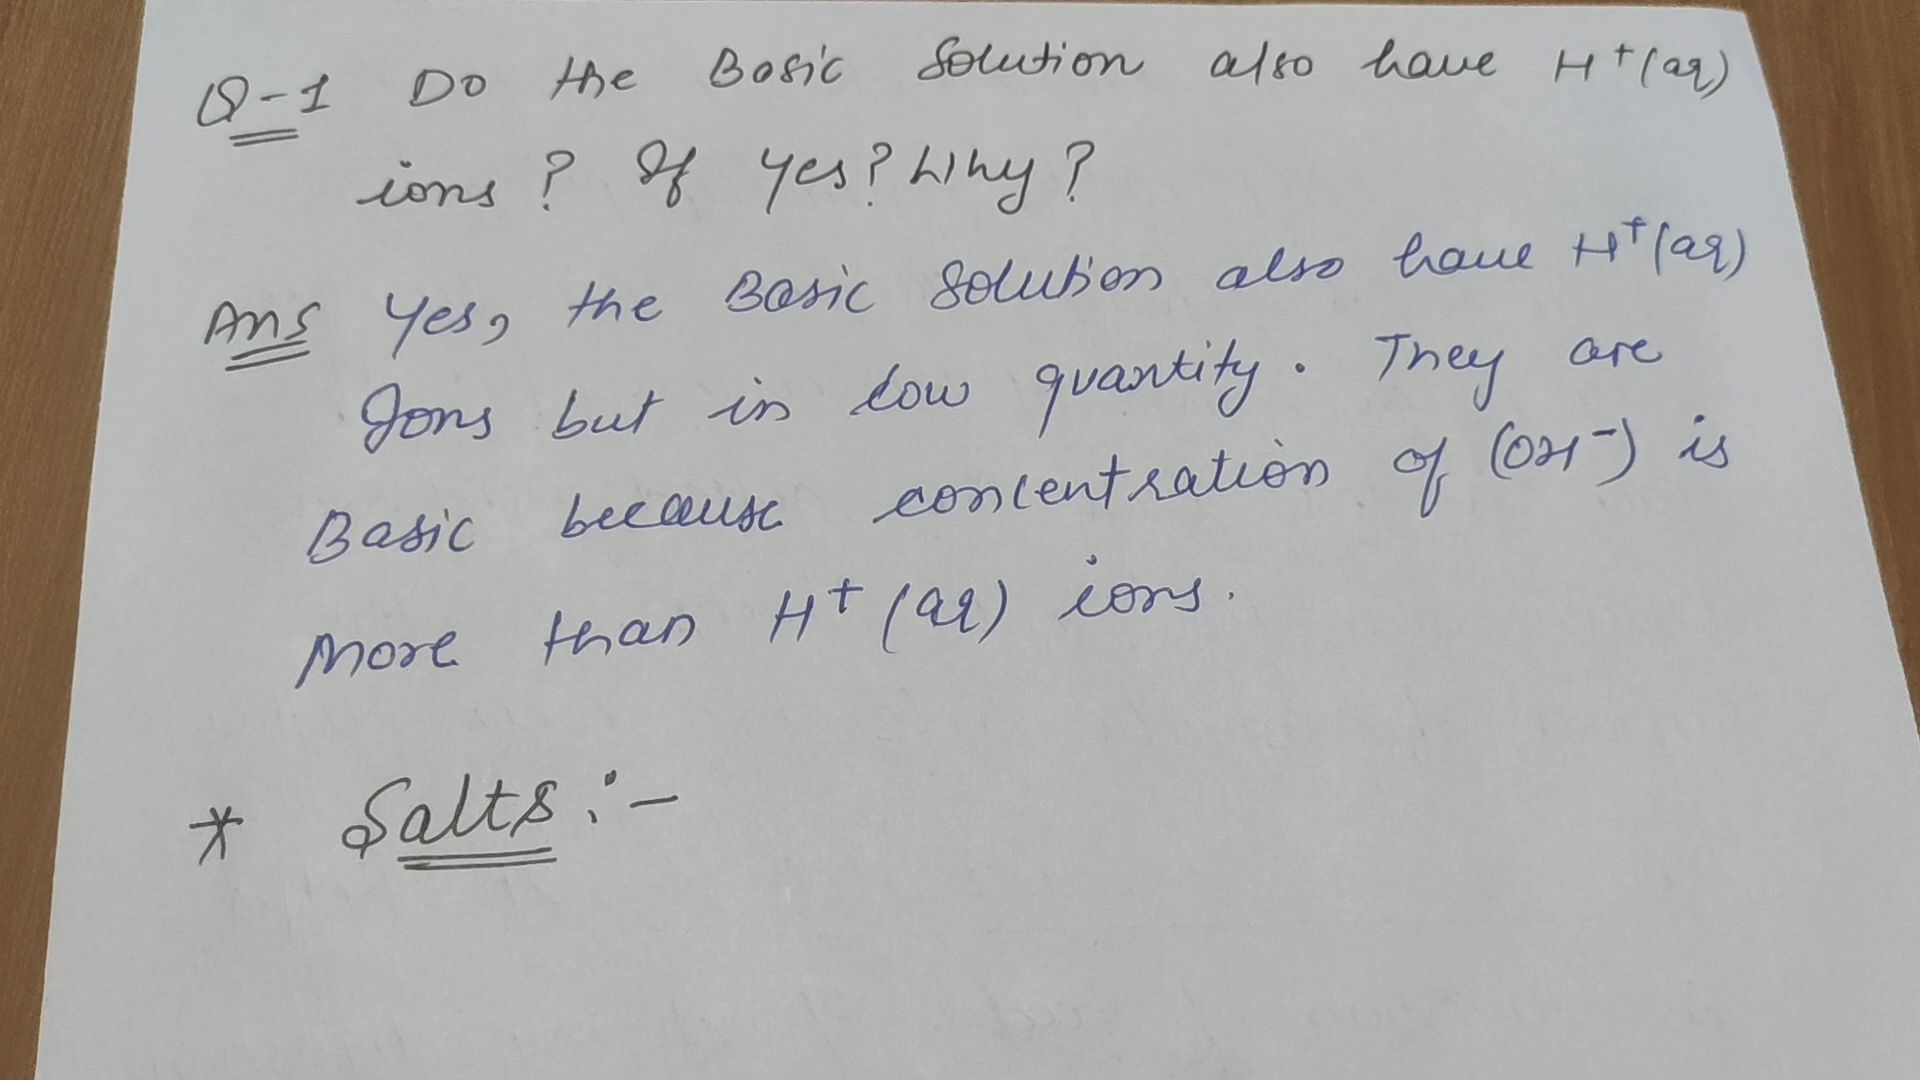 Q-1 Do the Basic Solution also have H+(aq)
ions? If Yes? Why?
Ans Yes, the Basic Solution also have H+(aq)
Ions but in low quantity. They are
Basic because concentration of (OH-) is
more than H+ (aq) ions.
* Salts:-